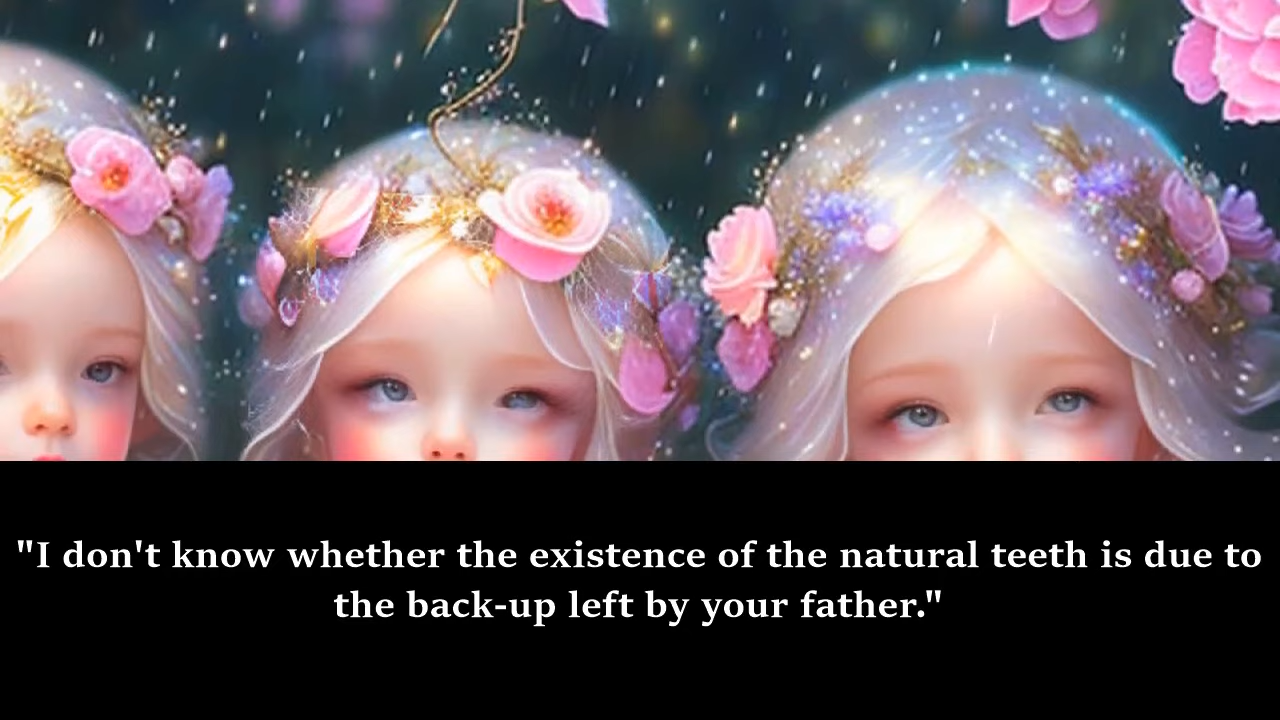 "I don't know whether the existence of the natural teeth is due to
the back-up left by your father."